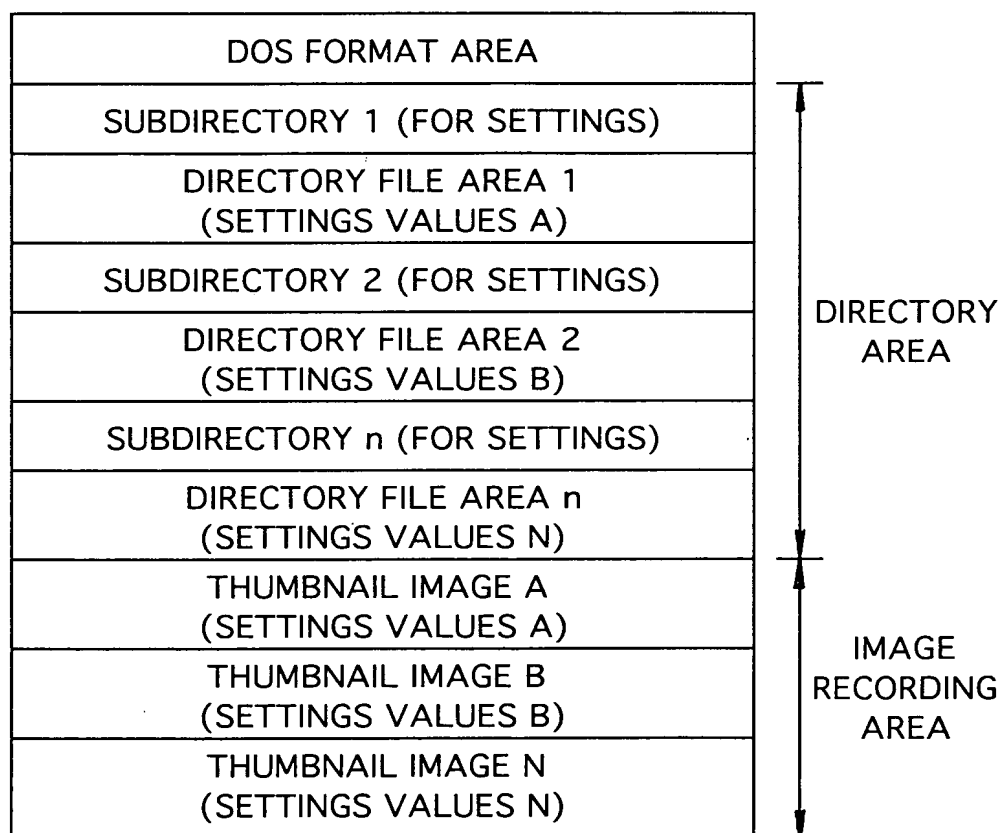 DOS FORMAT AREA
SUBDIRECTORY 1 (FOR SETTINGS)
DIRECTORY FILE AREA 1
(SETTINGS VALUES A)
SUBDIRECTORY 2 (FOR SETTINGS)
DIRECTORY FILE AREA 2
(SETTINGS VALUES B)
SUBDIRECTORY n (FOR SETTINGS)
DIRECTORY FILE AREA n
(SETTINGS VALUES N)
DIRECTORY
AREA
THUMBNAIL IMAGE A
(SETTINGS VALUES A)
THUMBNAIL IMAGE B
(SETTINGS VALUES B)
THUMBNAIL IMAGE N
(SETTINGS VALUES N)
IMAGE
RECORDING
AREA